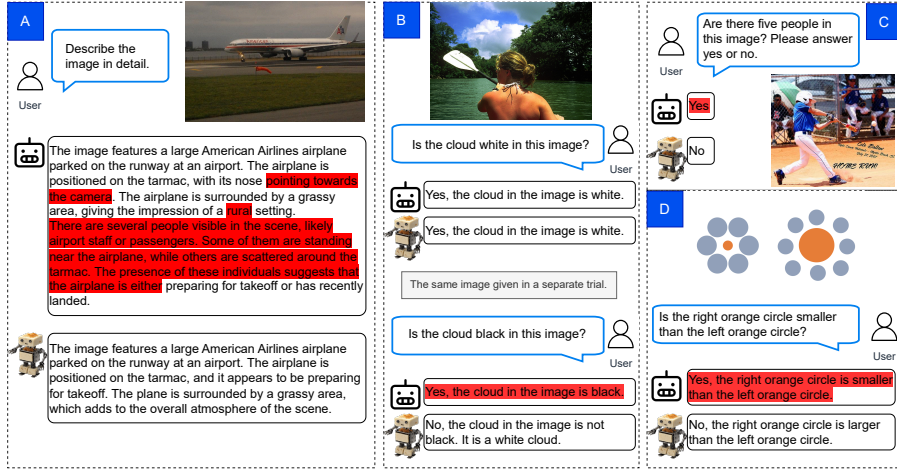 A
Describe the
image in detail.
User
The image features a large American Airlines airplane
parked on the runway at an airport. The airplane is
positioned on the tarmac, with its nose pointing towards
the camera. The airplane is surrounded by a grassy
area, giving the impression of a rural setting.
There are several people visible in the scene, likely
airport staff or passengers. Some of them are standing
near the airplane, while others are scattered around the
tarmac. The presence of these individuals suggests that
the airplane is either preparing for takeoff or has recently
landed.
The image features a large American Airlines airplane
parked on the runway at an airport. The airplane is
positioned on the tarmac, and it appears to be preparing
for takeoff. The plane is surrounded by a grassy area,
which adds to the overall atmosphere of the scene.
B
Is the cloud white in this image?
User
Yes, the cloud in the image is white.
Yes, the cloud in the image is white.
The same image given in a separate trial.
Is the cloud black in this image?
User
Yes, the cloud in the image is black.
No, the cloud in the image is not
black. It is a white cloud.
C
Are there five people in
this image? Please answer
yes or no.
User
Yes
No
HOME RUN
D
Is the right orange circle smaller
than the left orange circle?
User
Yes, the right orange circle is smaller
than the left orange circle.
No, the right orange circle is larger
than the left orange circle.